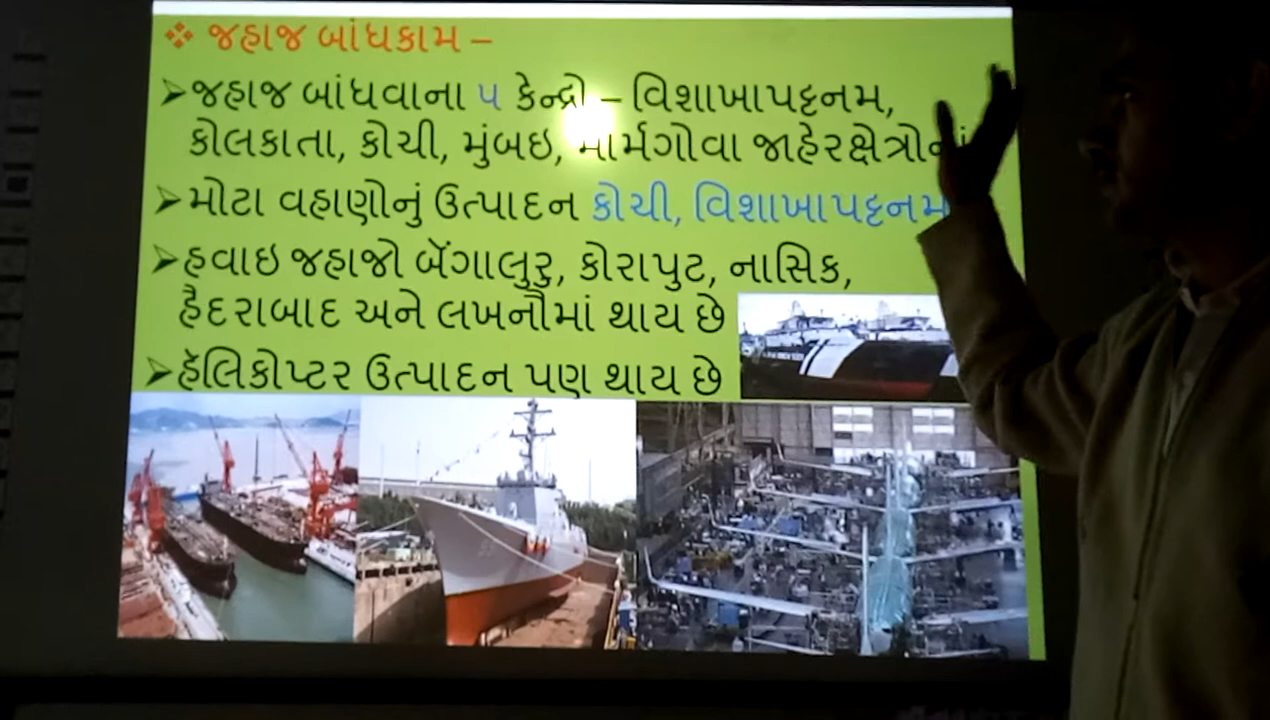 ❖ જહાજ બાંધકામ –
➤જહાજ બાંધવાના ૫ કેન્દ્રો – વિશાખાપટ્ટનમ,
કોલકાતા, કોચી, મુંબઇ, માર્મગોવા જાહેરક્ષેત્રોનાં
➤મોટા વહાણોનું ઉત્પાદન કોચી, વિશાખાપટ્ટનમ
➤હવાઇ જહાજો બેંગાલુરુ, કોરાપુટ, નાસિક,
હૈદરાબાદ અને લખનૌમાં થાય છે
➤હૅલિકોપ્ટર ઉત્પાદન પણ થાય છે